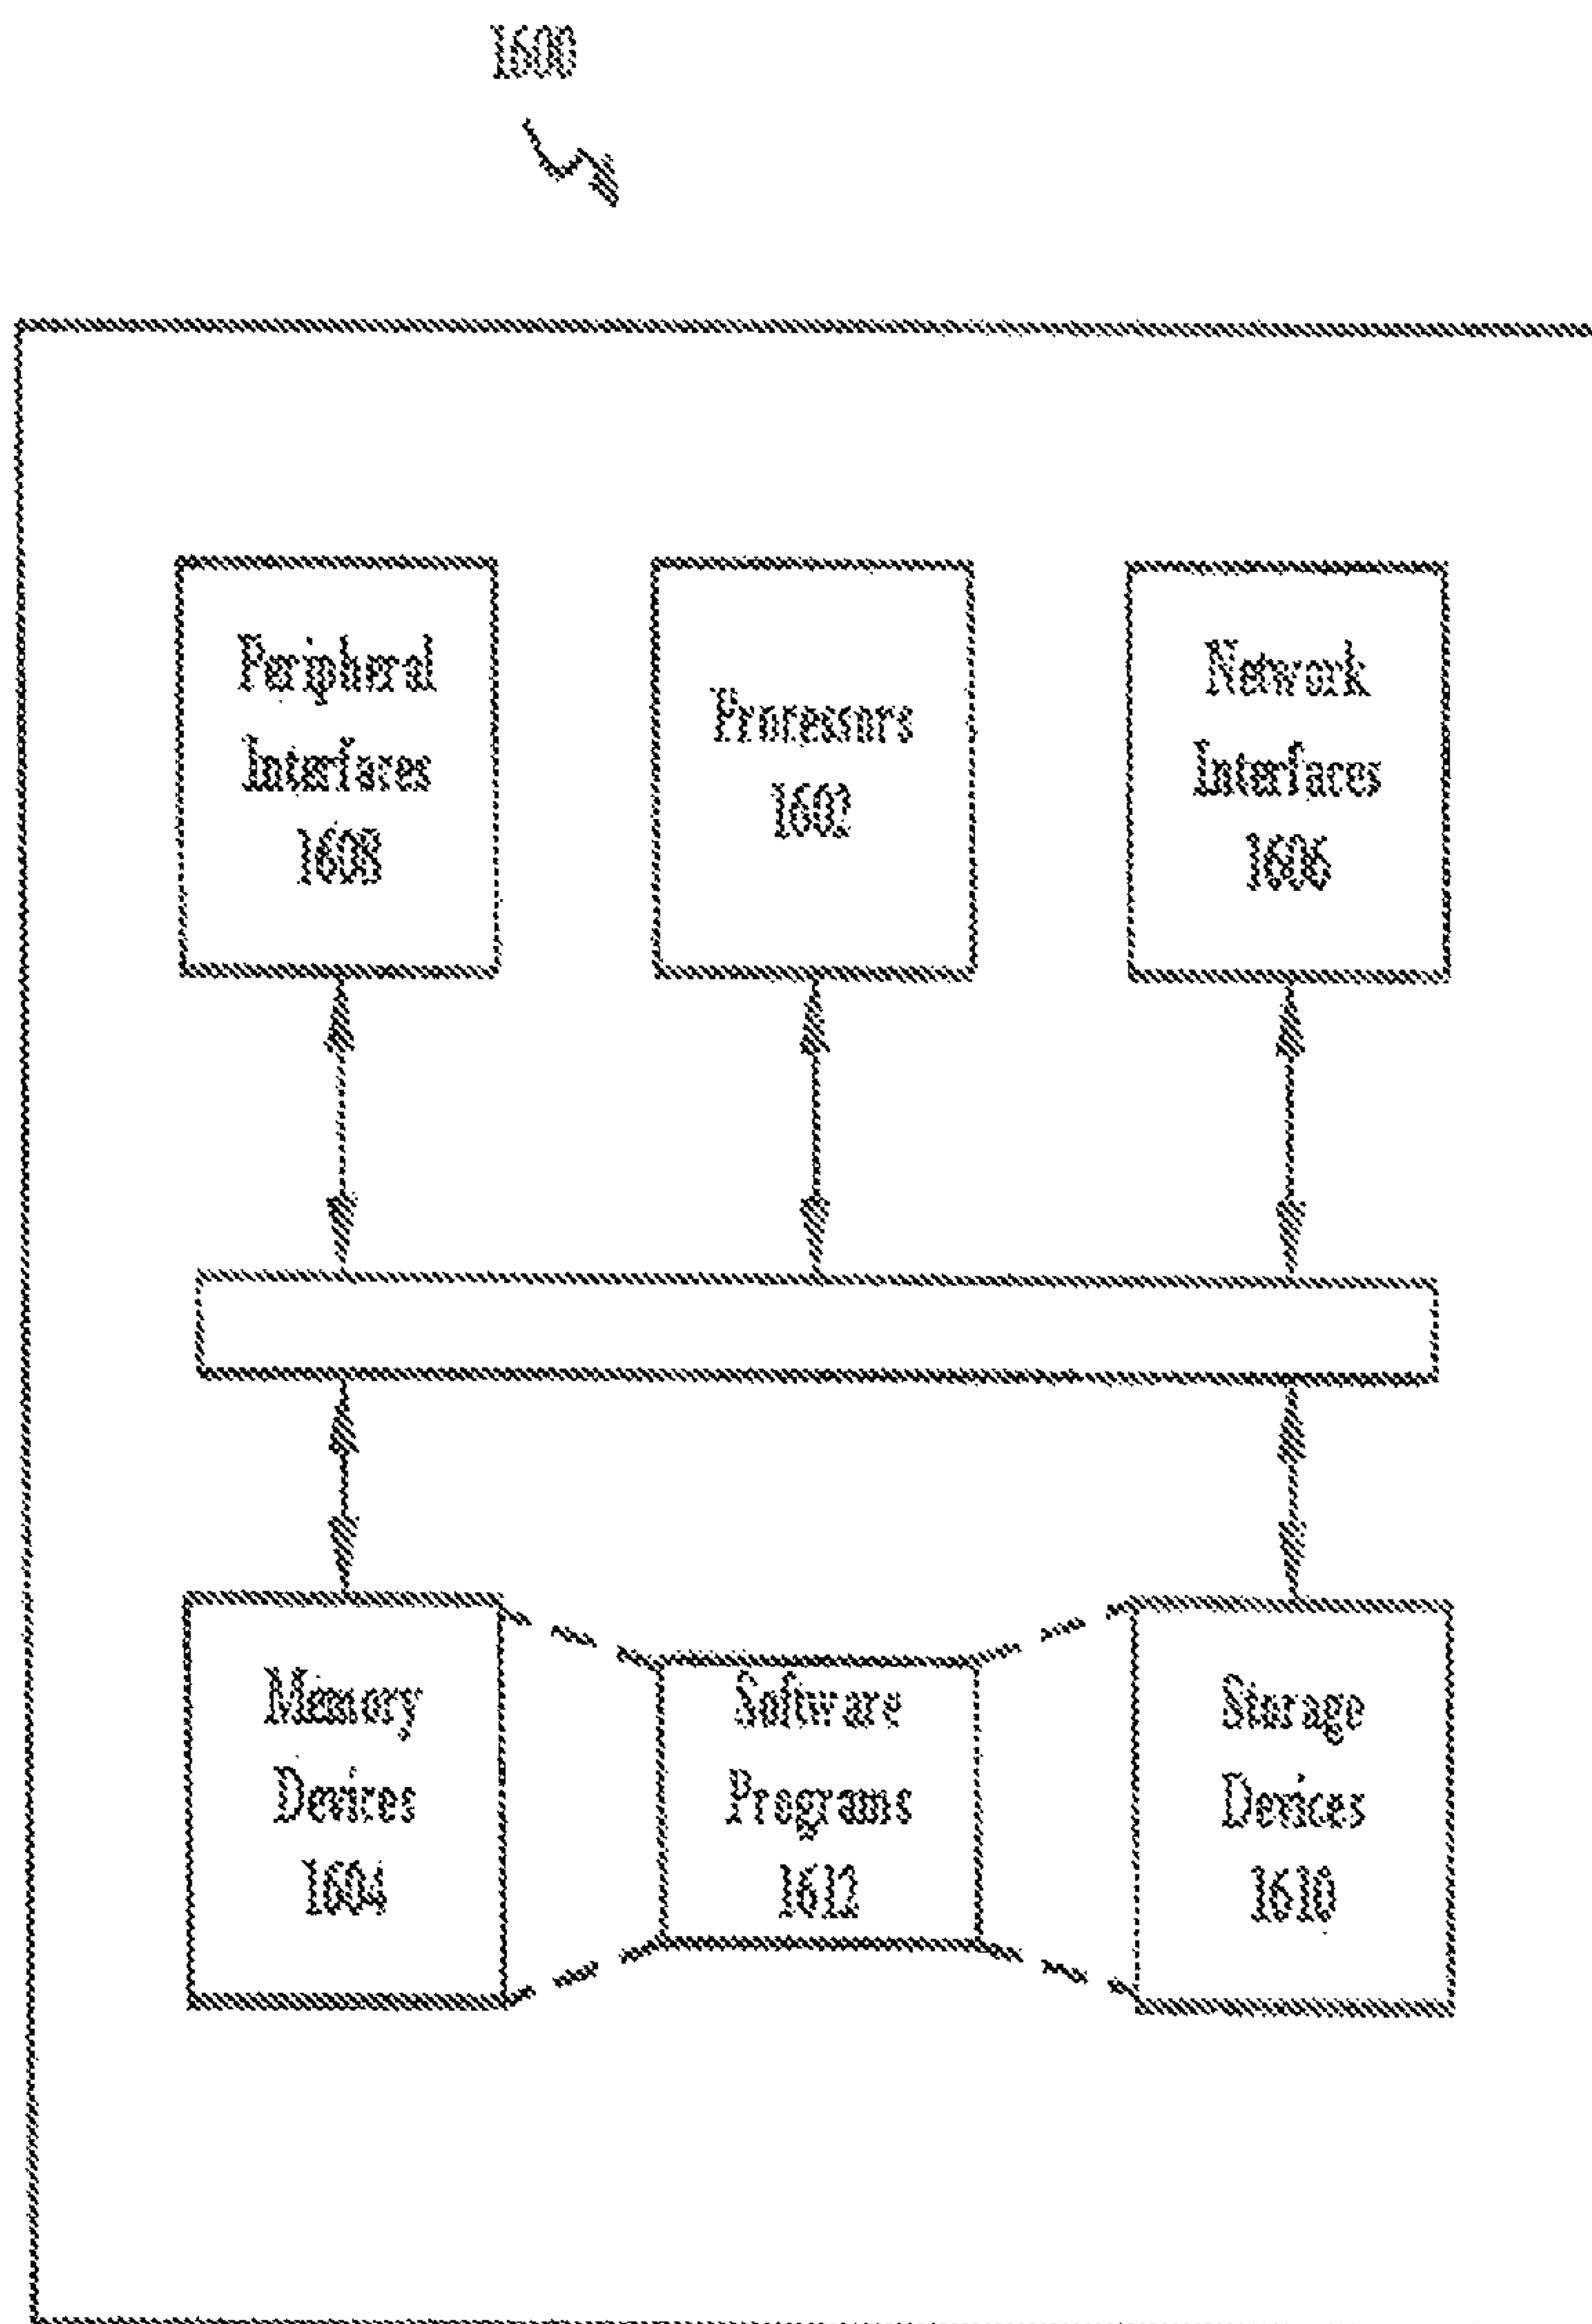 1600
Peripheral
Interfaces
1608
Processors
1602
Network
Interfaces
1606
Memory
Devices
1604
Software
Programs
1612
Storage
Devices
1610